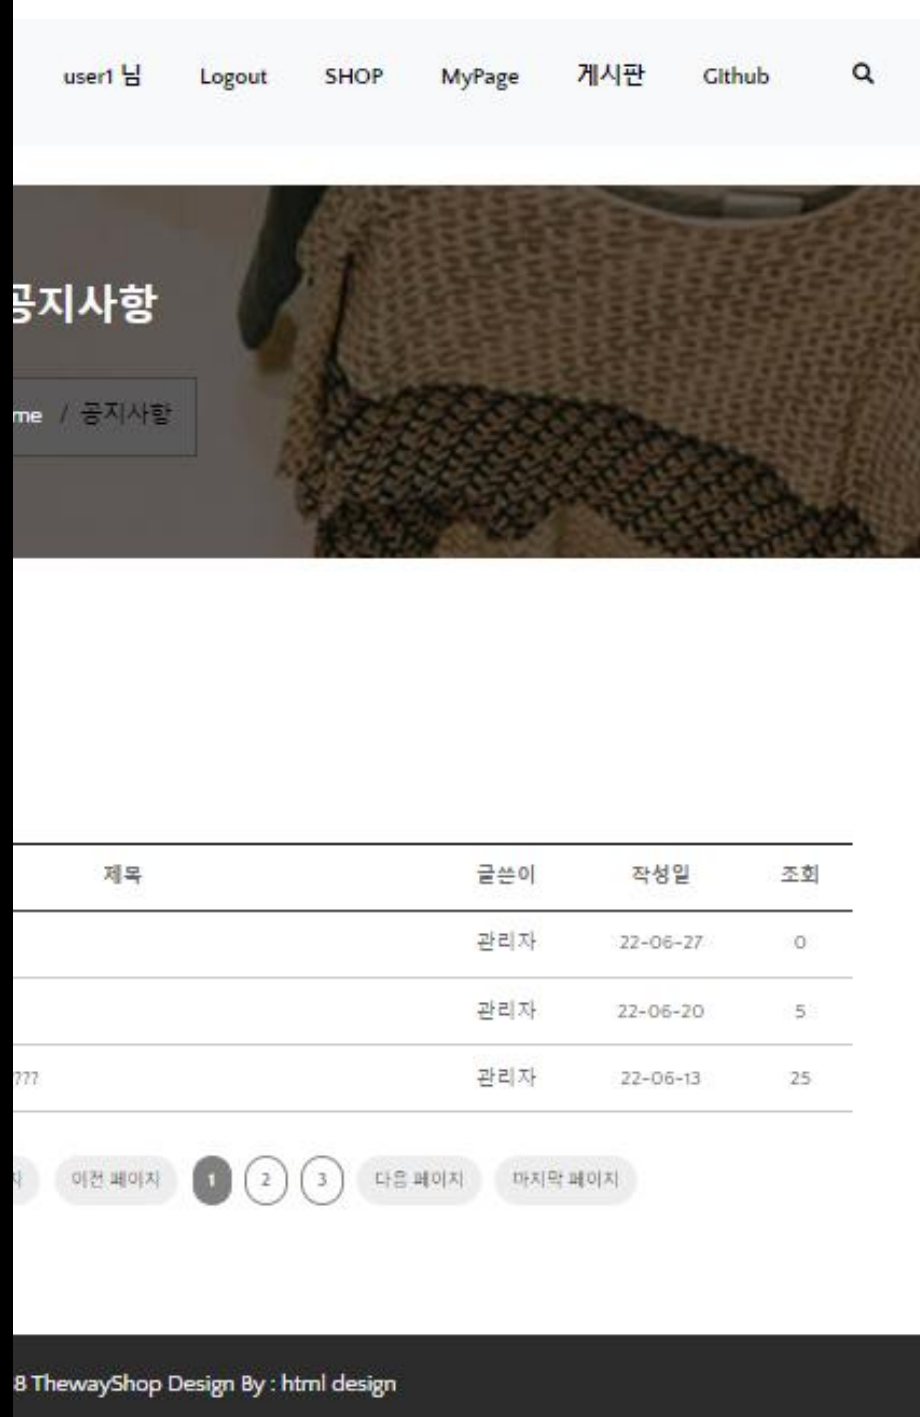 user1 님 Logout SHOP MyPage 게시판 Github
공지사항
me / 공지사항
제목 글쓴이 작성일 조회
관리자 22-06-27 0
관리자 22-06-20 5
??? 관리자 22-06-13 25
이전 페이지 1 2 3 다음 페이지 마지막 페이지
8 ThewayShop Design By : html design